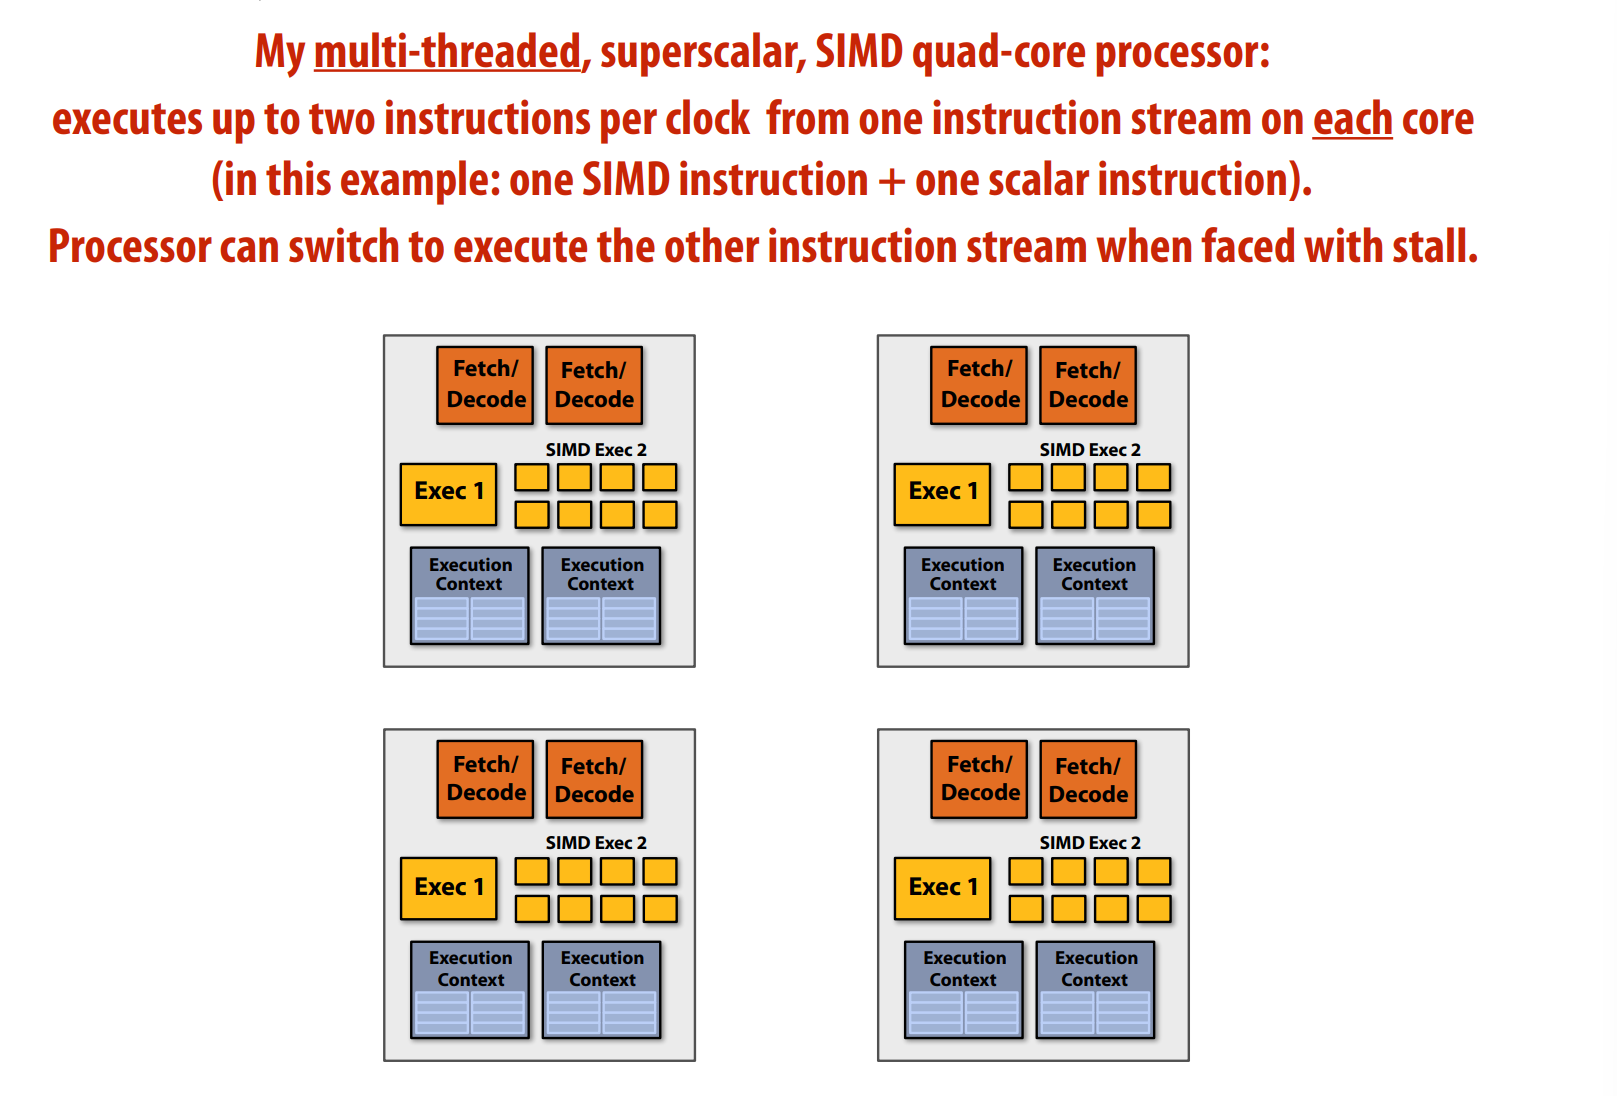 My multi-threaded, superscalar, SIMD quad-core processor:
executes up to two instructions per clock from one instruction stream on each core
(in this example: one SIMD instruction + one scalar instruction).
Processor can switch to execute the other instruction stream when faced with stall.
Fetch/
Decode
Fetch/
Decode
SIMD Exec 2
Exec 1
Execution
Context
Execution
Context
Fetch/
Decode
Fetch/
Decode
SIMD Exec 2
Exec 1
Execution
Context
Execution
Context
Fetch/
Decode
Fetch/
Decode
SIMD Exec 2
Exec 1
Execution
Context
Execution
Context
Fetch/
Decode
Fetch/
Decode
SIMD Exec 2
Exec 1
Execution
Context
Execution
Context